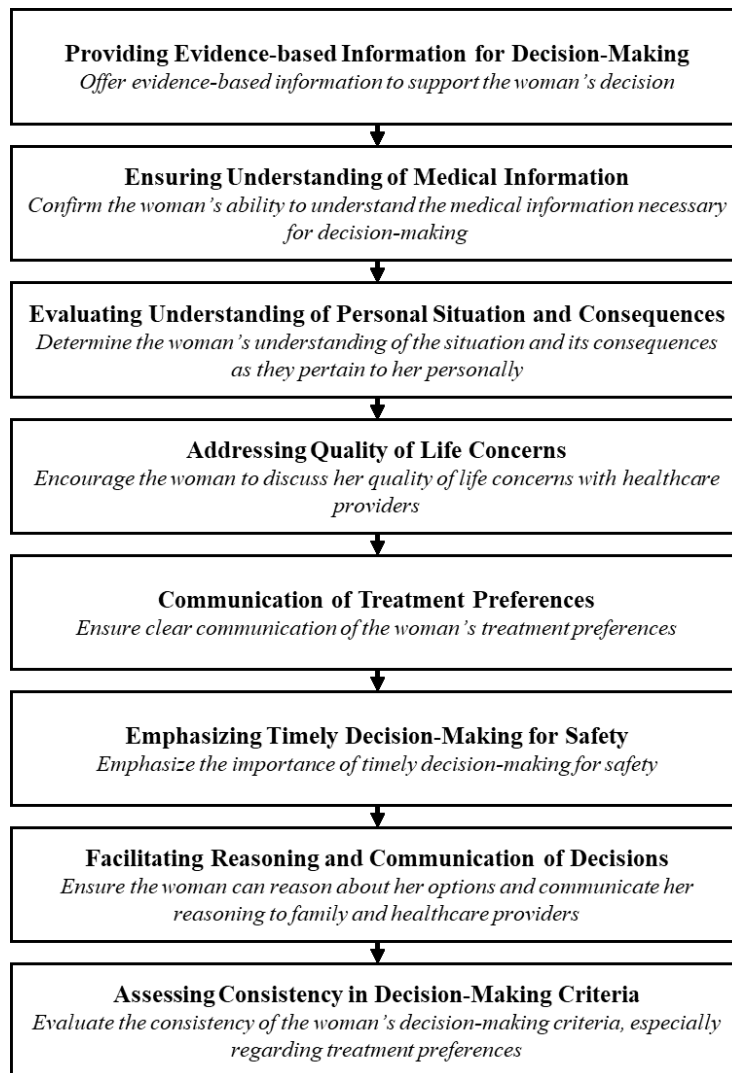 Providing Evidence-based Information for Decision-Making
Offer evidence-based information to support the woman's decision
Ensuring Understanding of Medical Information
Confirm the woman's ability to understand the medical information necessary
for decision-making
Evaluating Understanding of Personal Situation and Consequences
Determine the woman's understanding of the situation and its consequences
as they pertain to her personally
Addressing Quality of Life Concerns
Encourage the woman to discuss her quality of life concerns with healthcare
providers
Communication of Treatment Preferences
Ensure clear communication of the woman's treatment preferences
Emphasizing Timely Decision-Making for Safety
Emphasize the importance of timely decision-making for safety
Facilitating Reasoning and Communication of Decisions
Ensure the woman can reason about her options and communicate her
reasoning to family and healthcare providers
Assessing Consistency in Decision-Making Criteria
Evaluate the consistency of the woman's decision-making criteria, especially
regarding treatment preferences